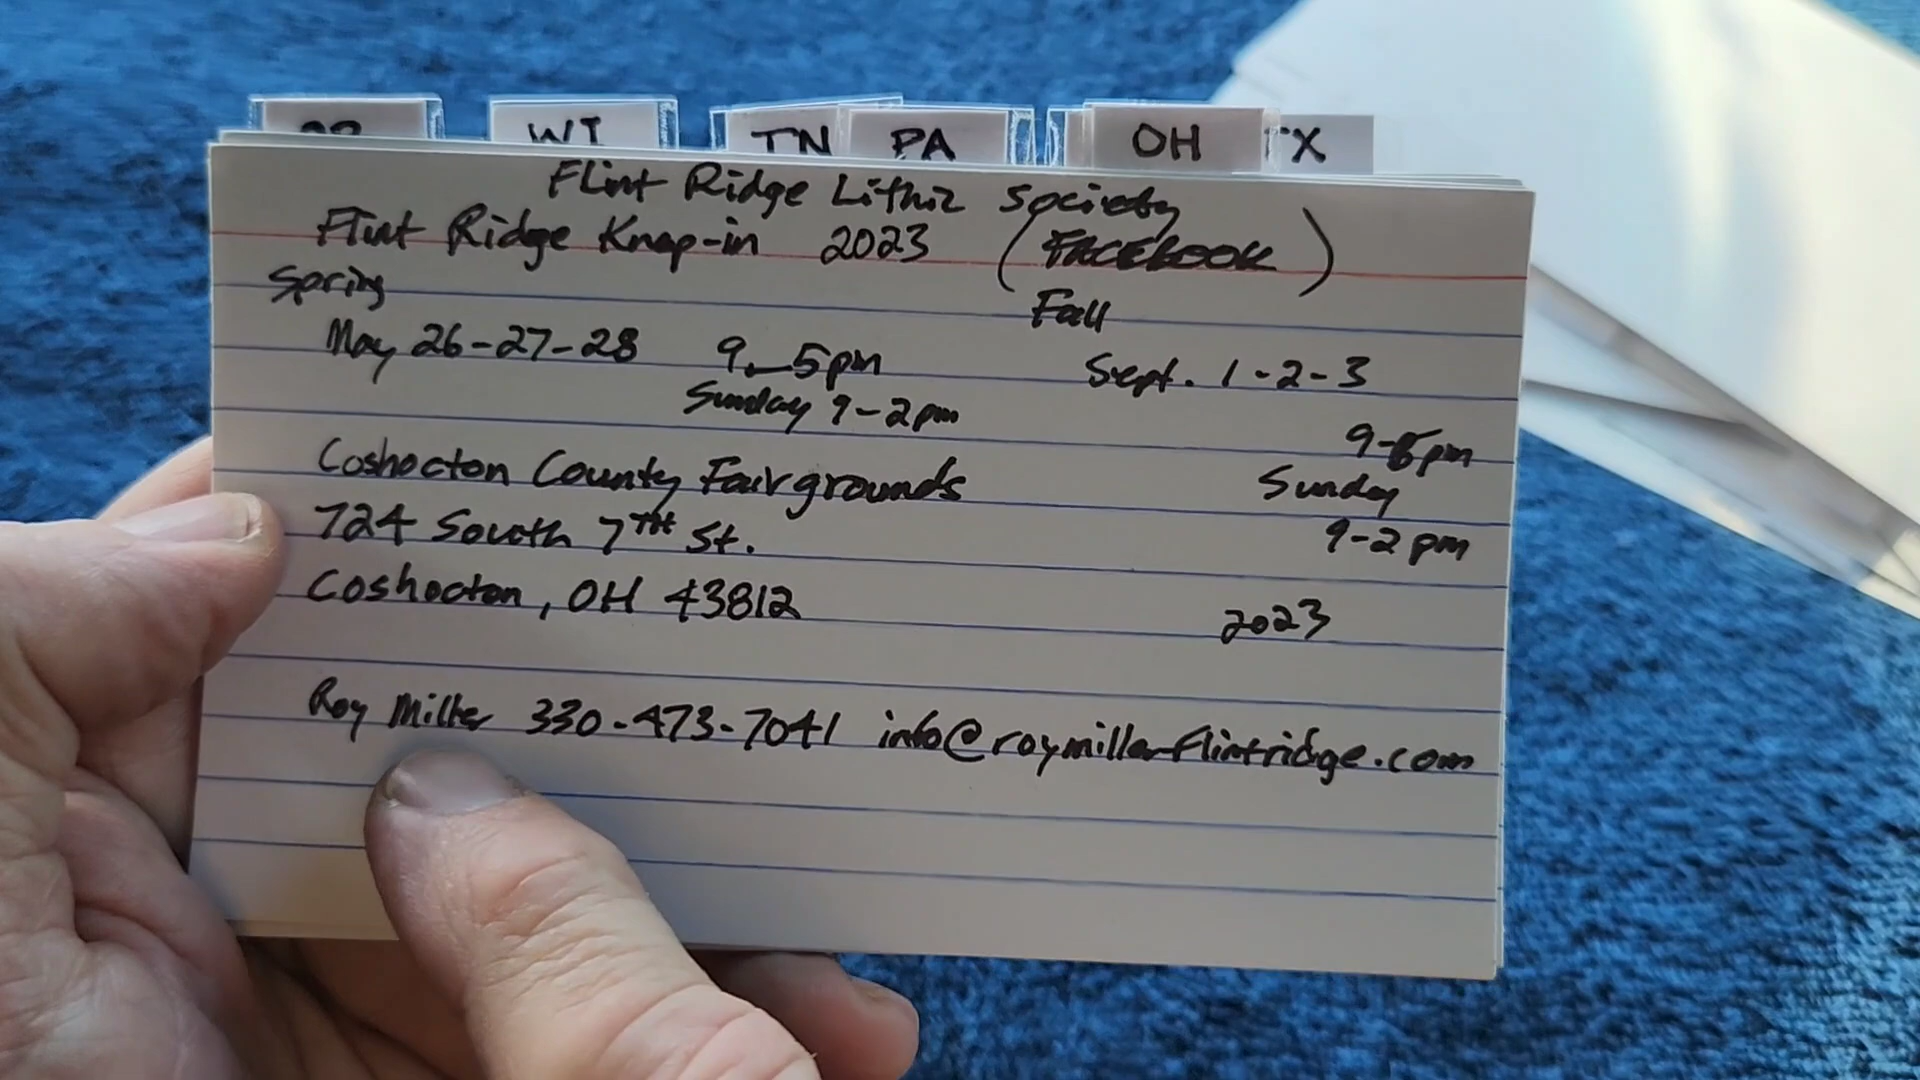 WI TN PA OH TX
Flint Ridge Lithic Society
Flint Ridge Knap-in 2023 (FACEBOOK)
Spring
Fall
May 26-27-28 9-5pm
Sunday 9-2pm
Sept. 1-2-3
9-5pm
Sunday
9-2pm
Coshocton County Fairgrounds
724 South 7TH St.
Coshocton, OH 43812
2023
Roy Miller 330-473-7041 info@roymillerflintridge.com